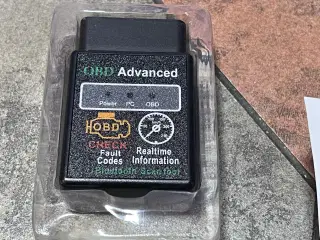 OBD Advanced
Power PC OBD
OBD
CHECK
Fault
Codes
Realtime
Information
Bluetooth ScanTool